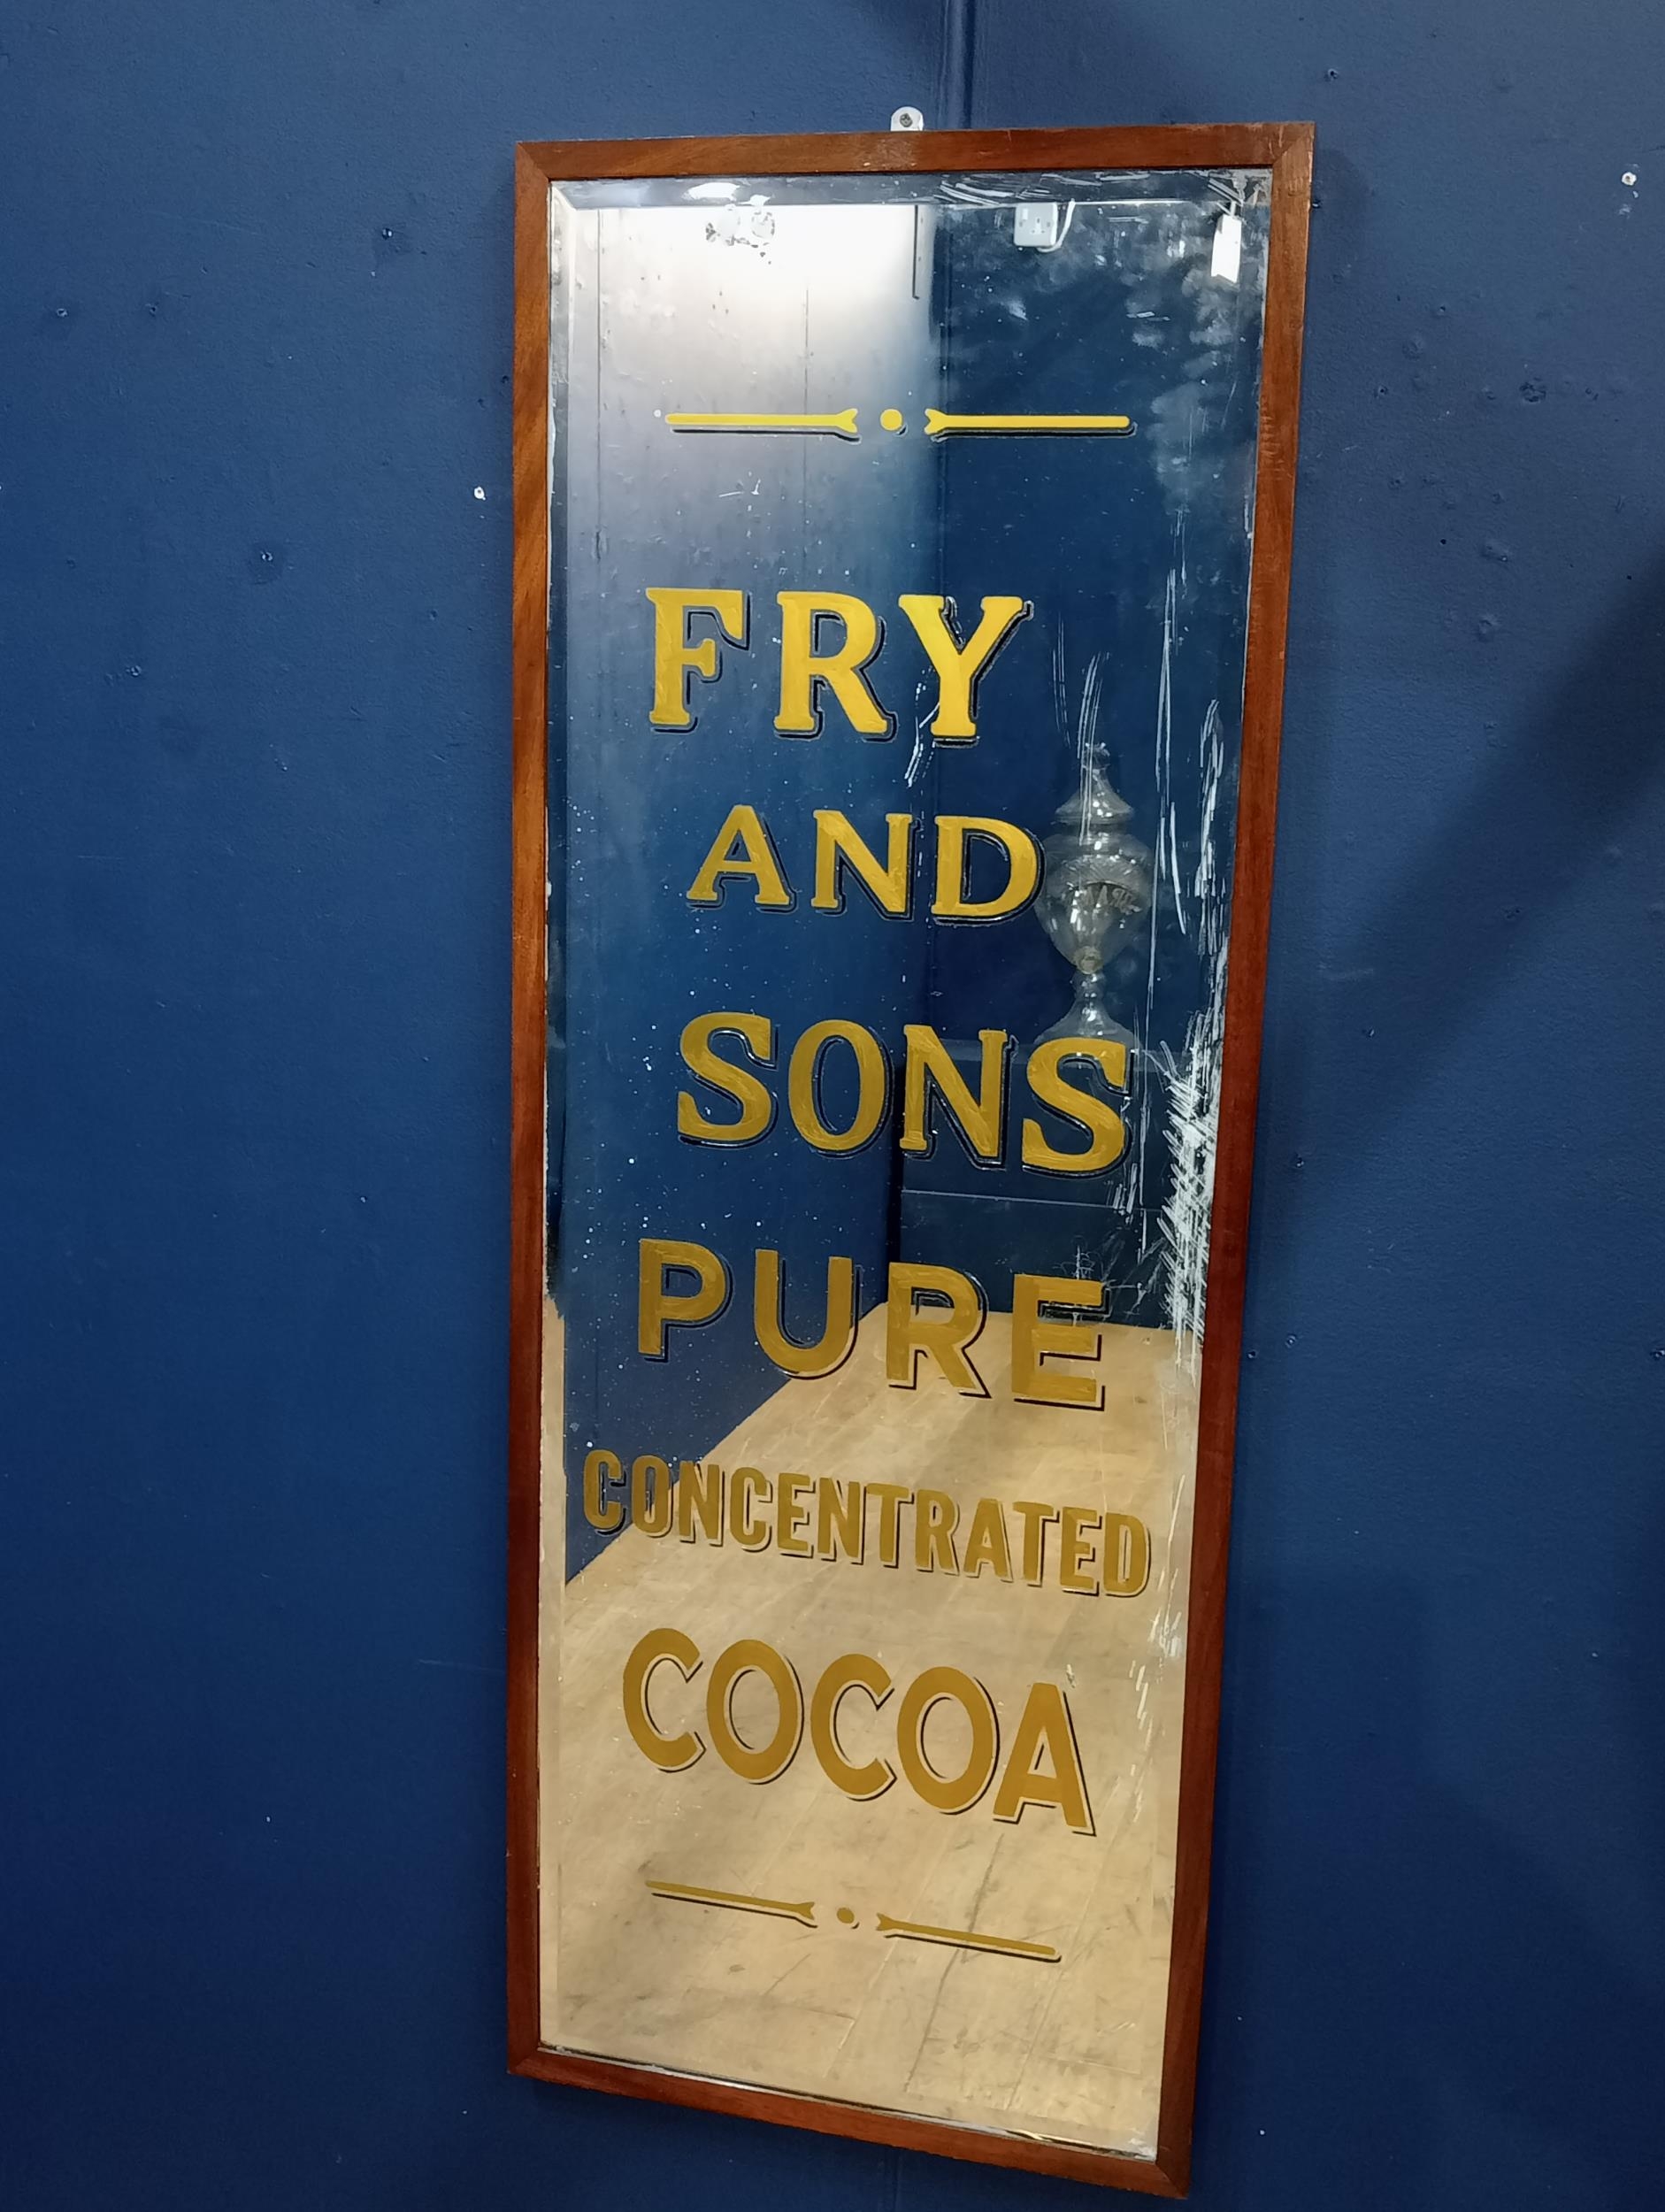 FRY
AND
SONS
PURE
CONCENTRATED
COCOA